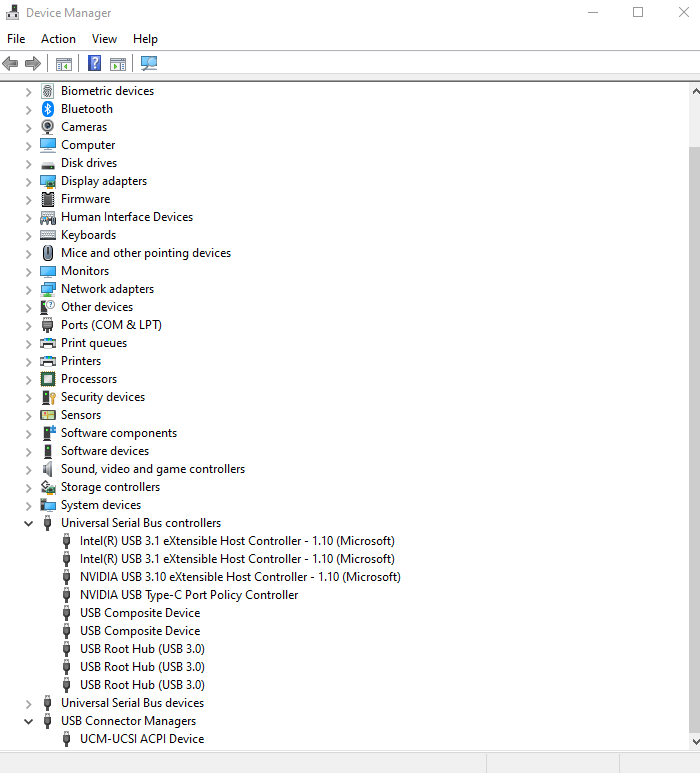 Device Manager
File Action View Help
Biometric devices
Bluetooth
Cameras
Computer
Disk drives
Display adapters
Firmware
Human Interface Devices
Keyboards
Mice and other pointing devices
Monitors
Network adapters
Other devices
Ports (COM & LPT)
Print queues
Printers
Processors
Security devices
Sensors
Software components
Software devices
Sound, video and game controllers
Storage controllers
System devices
Universal Serial Bus controllers
Intel(R) USB 3.1 eXtensible Host Controller - 1.10 (Microsoft)
Intel(R) USB 3.1 eXtensible Host Controller - 1.10 (Microsoft)
NVIDIA USB 3.10 eXtensible Host Controller - 1.10 (Microsoft)
NVIDIA USB Type-C Port Policy Controller
USB Composite Device
USB Composite Device
USB Root Hub (USB 3.0)
USB Root Hub (USB 3.0)
USB Root Hub (USB 3.0)
Universal Serial Bus devices
USB Connector Managers
UCM-UCSI ACPI Device